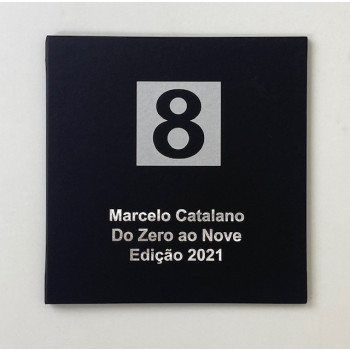 8
Marcelo Catalano
Do Zero ao Nove
Edição 2021